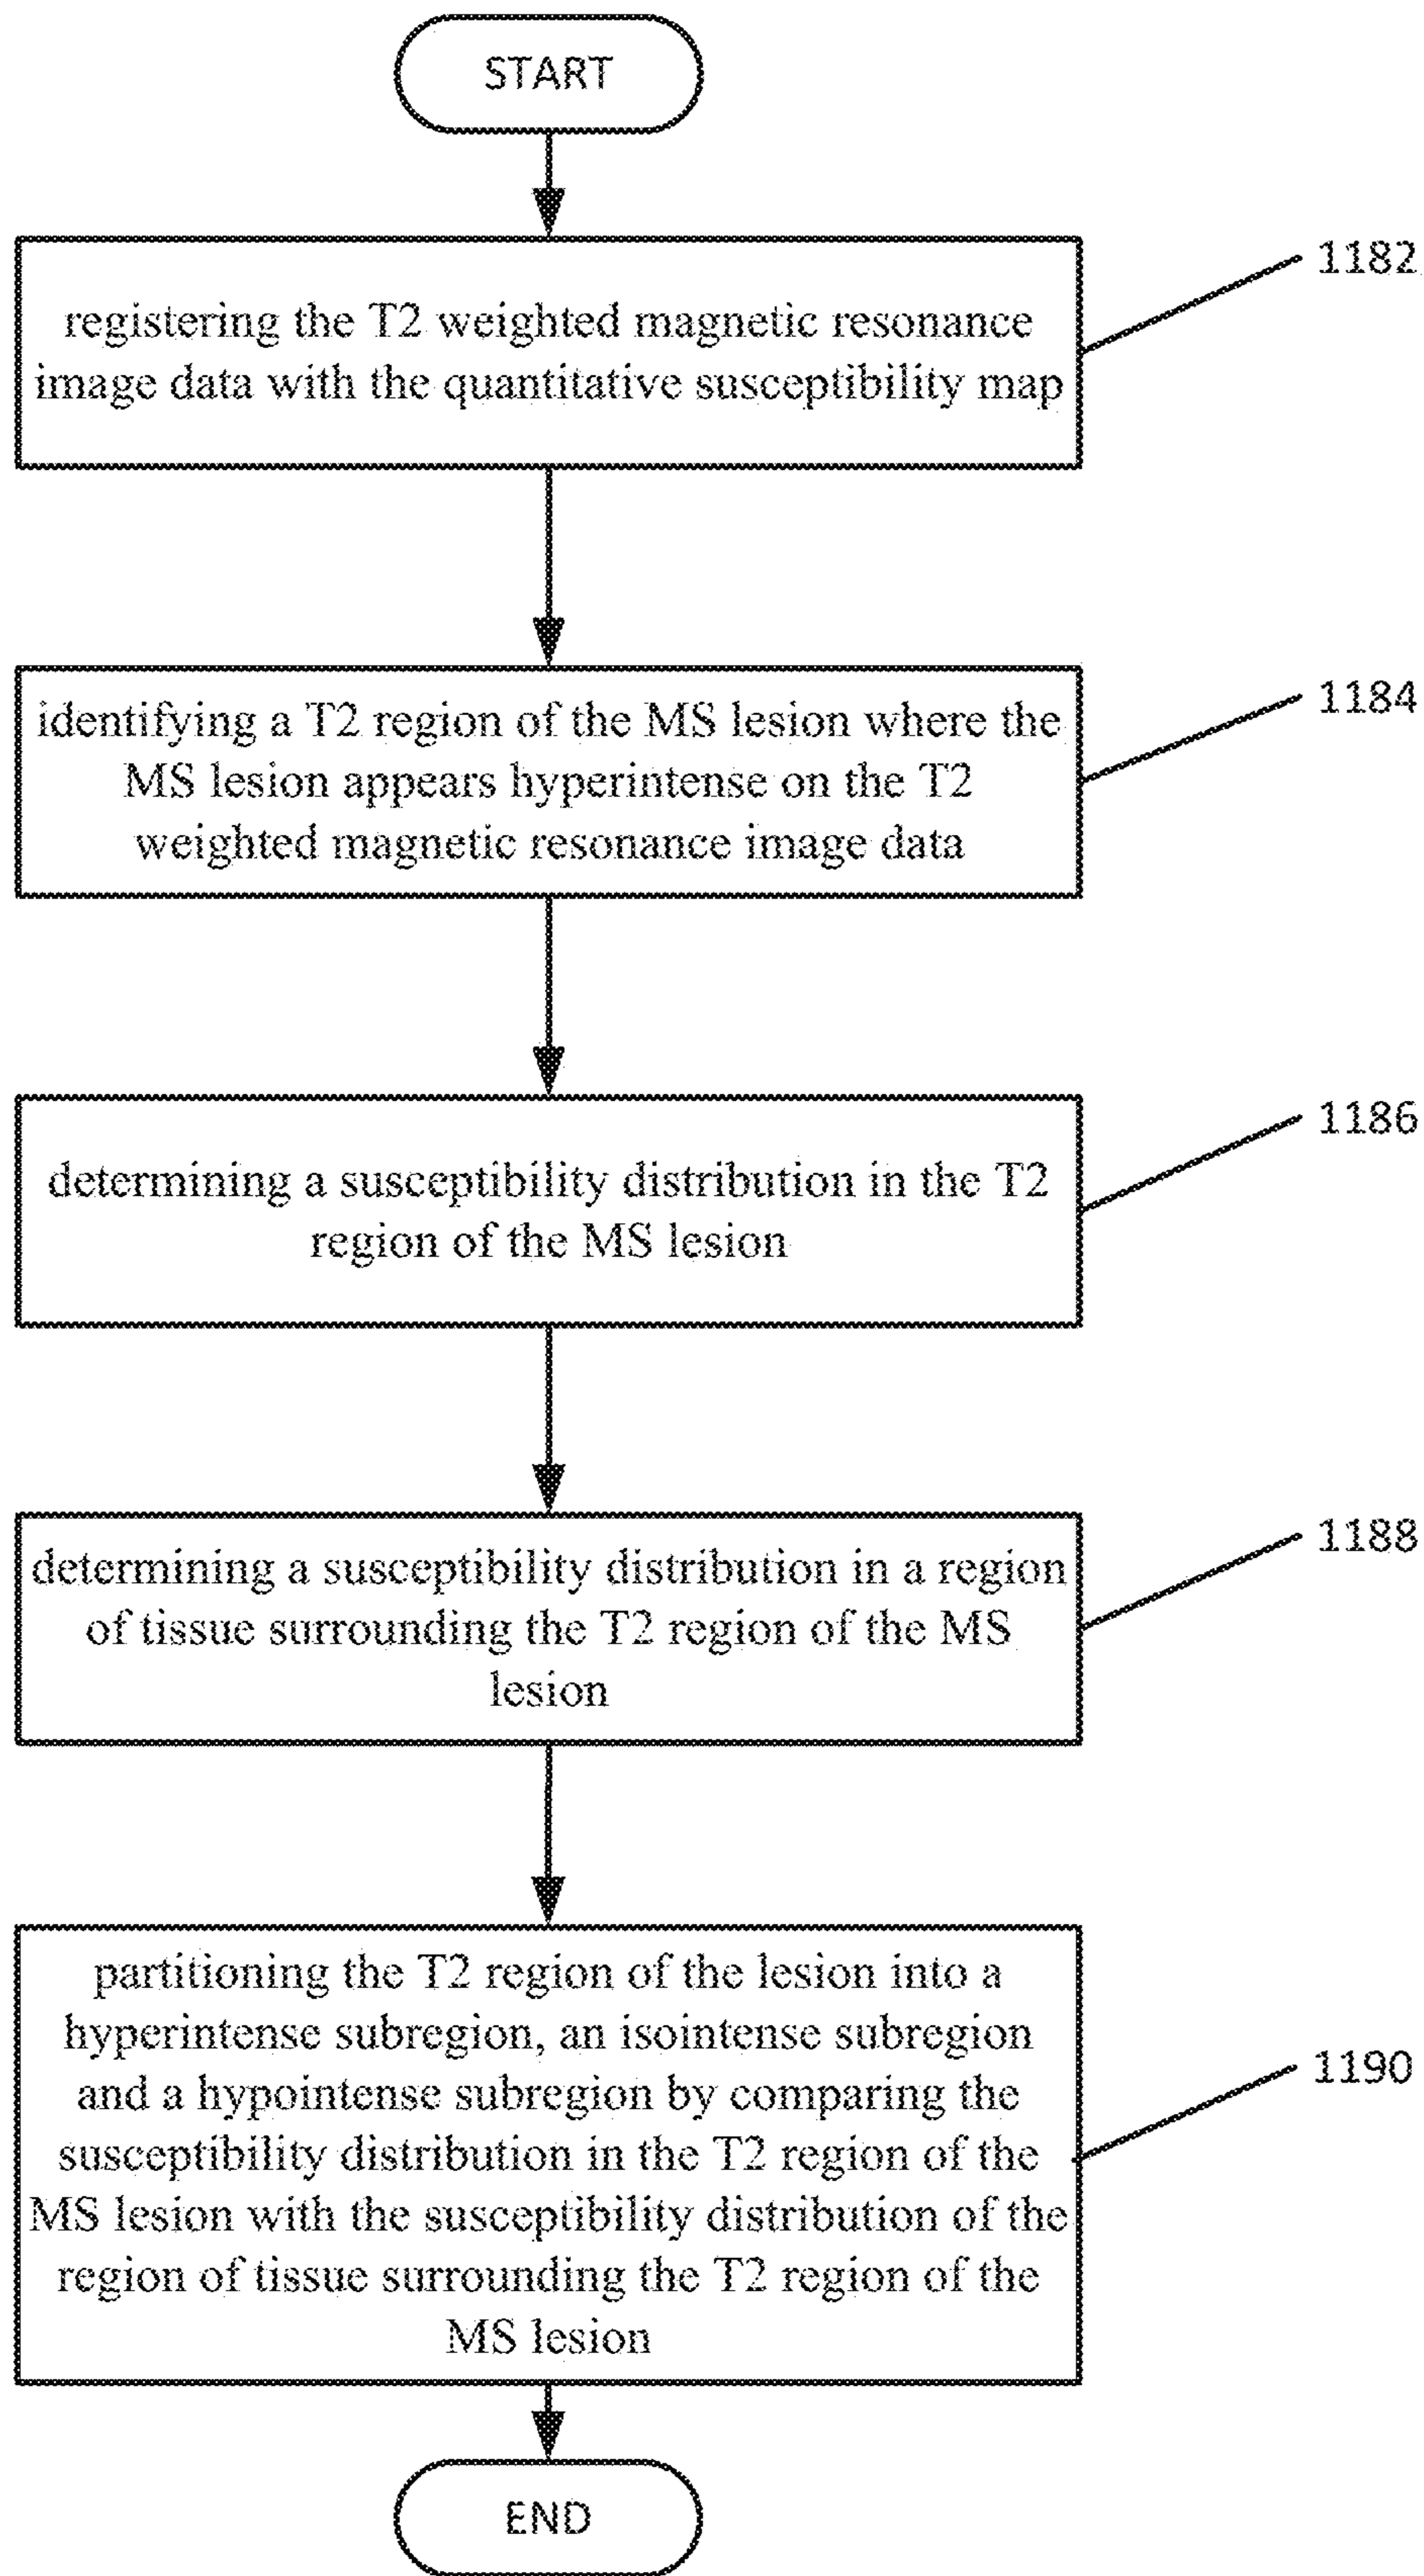 START
registering the T2 weighted magnetic resonance
image data with the quantitative susceptibility map
1182
identifying a T2 region of the MS lesion where the
MS lesion appears hyperintense on the T2
weighted magnetic resonance image data
1184
determining a susceptibility distribution in the T2
region of the MS lesion
1186
determining a susceptibility distribution in a region
of tissue surrounding the T2 region of the MS
lesion
1188
partitioning the T2 region of the lesion into a
hyperintense subregion, an isointense subregion
and a hypointense subregion by comparing the
susceptibility distribution in the T2 region of the
MS lesion with the susceptibility distribution of the
region of tissue surrounding the T2 region of the
MS lesion
1190
END